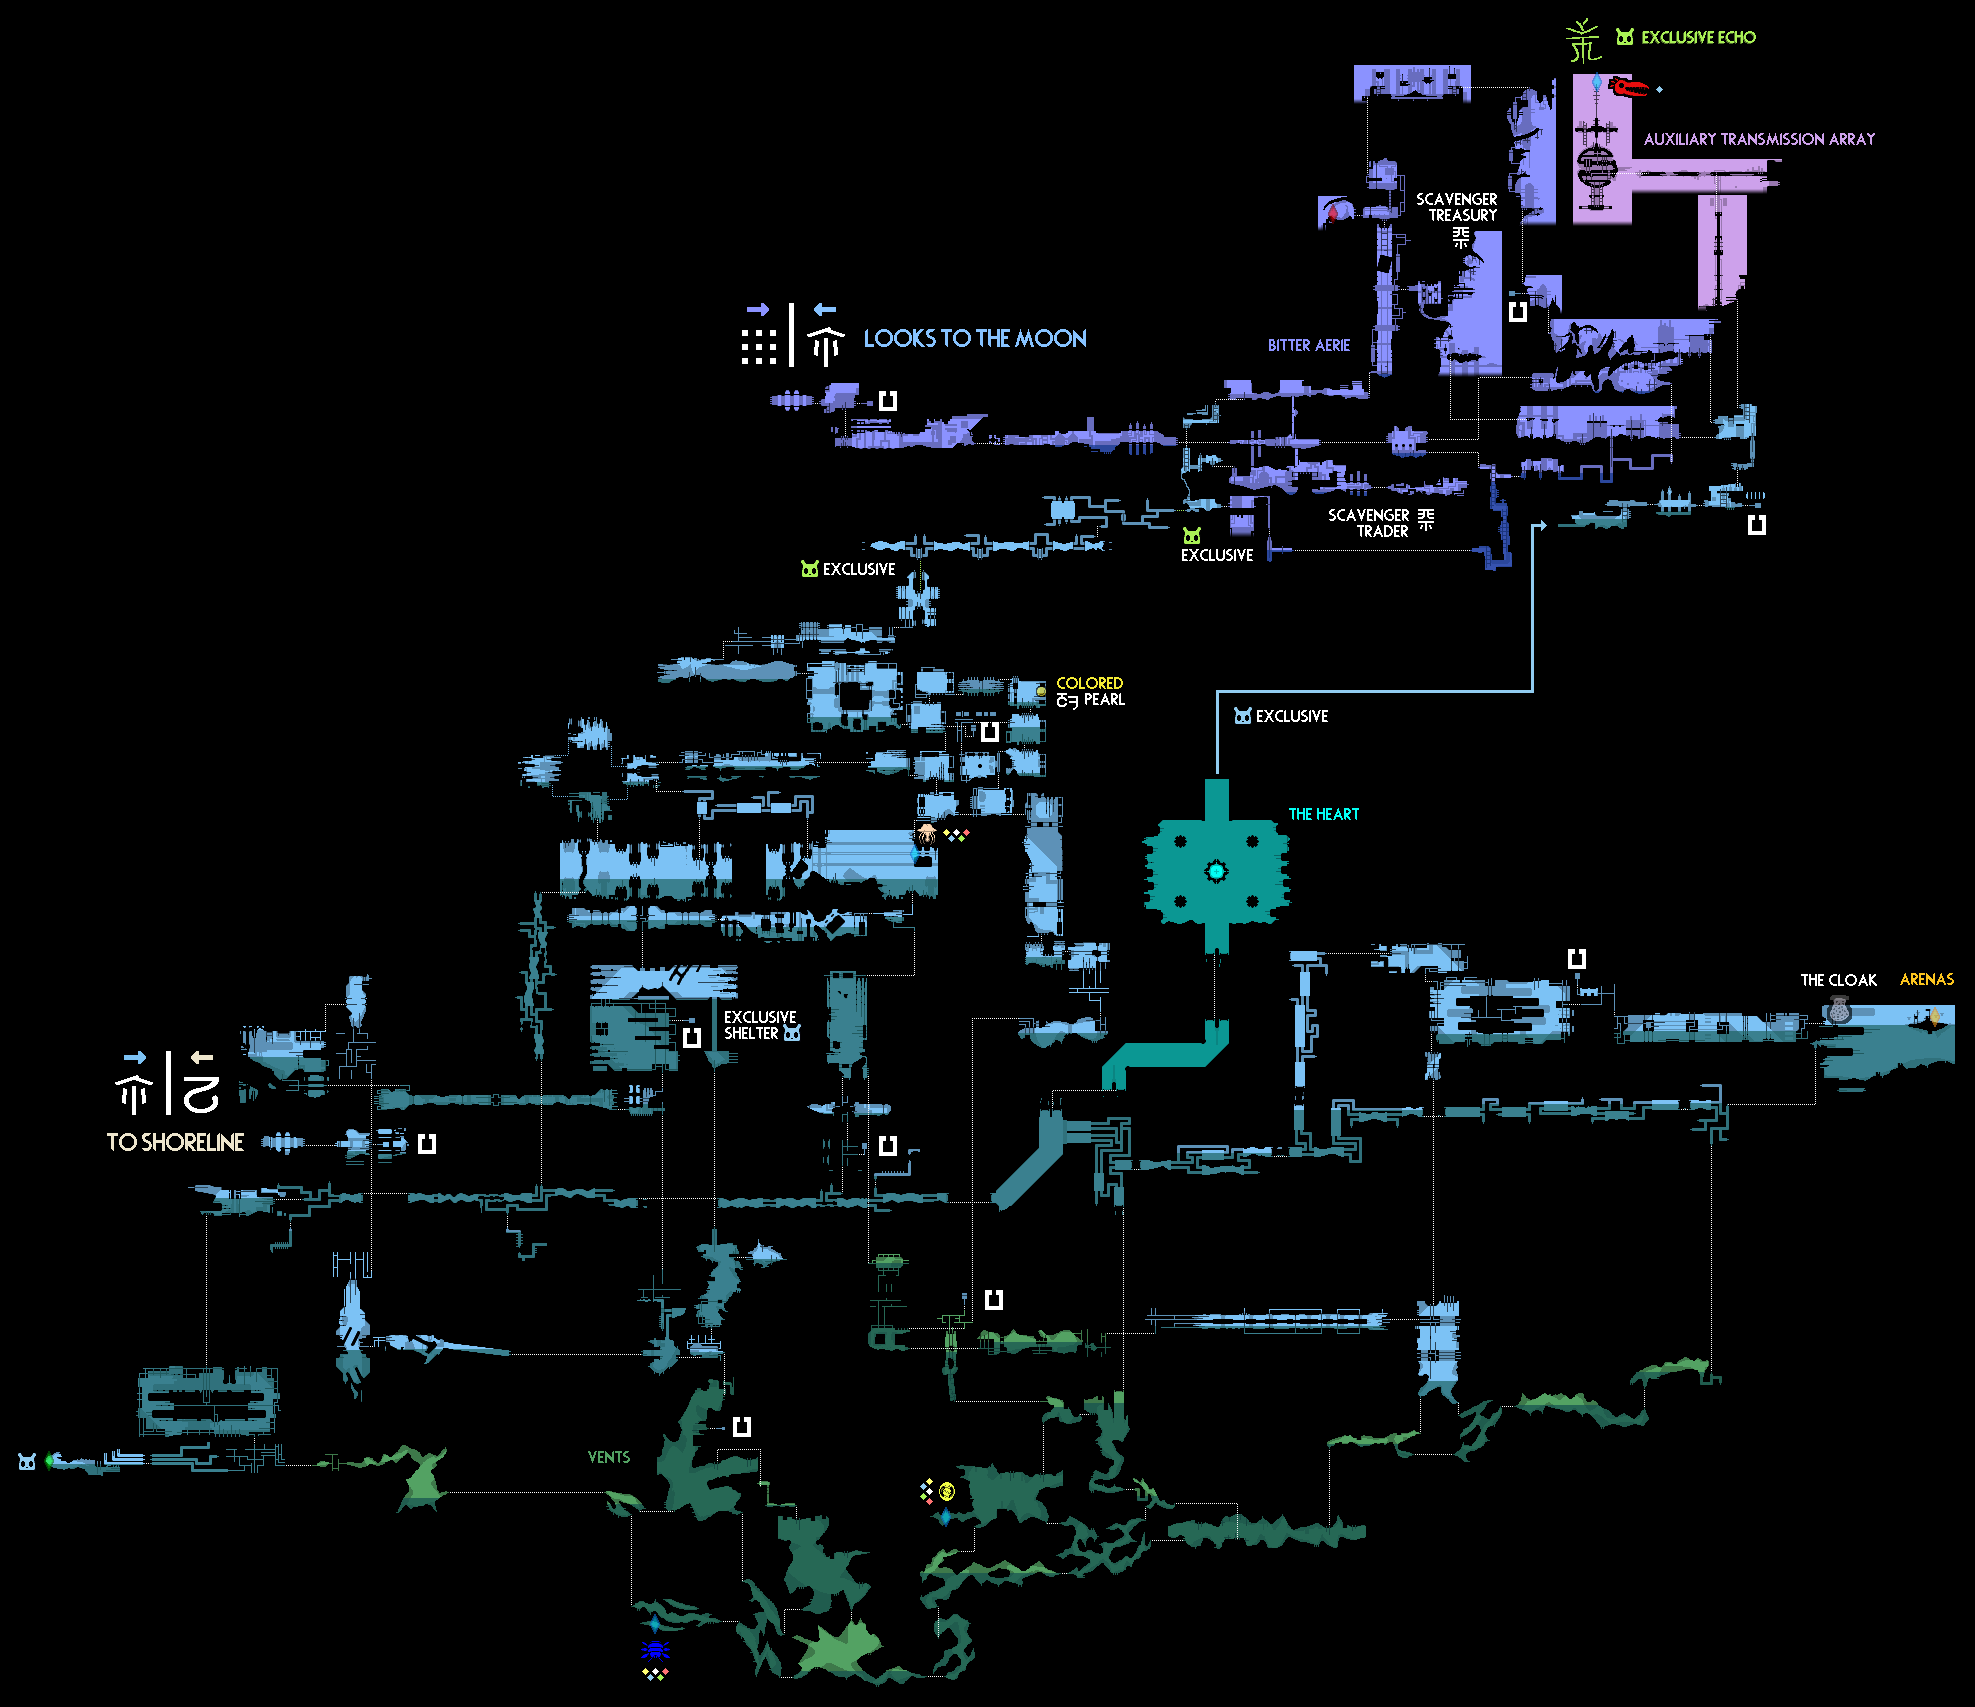 EXCLUSIVE ECHO
AUXILIARY TRANSMISSION ARRAY
SCAVENGER
TREASURY
LOOKS TO THE MOON
BITTER AERIE
SCAVENGER
TRADER
EXCLUSIVE
EXCLUSIVE
COLORED
PEARL
EXCLUSIVE
THE HEART
THE CLOAK
ARENAS
EXCLUSIVE
SHELTER
TO SHORELINE
VENTS